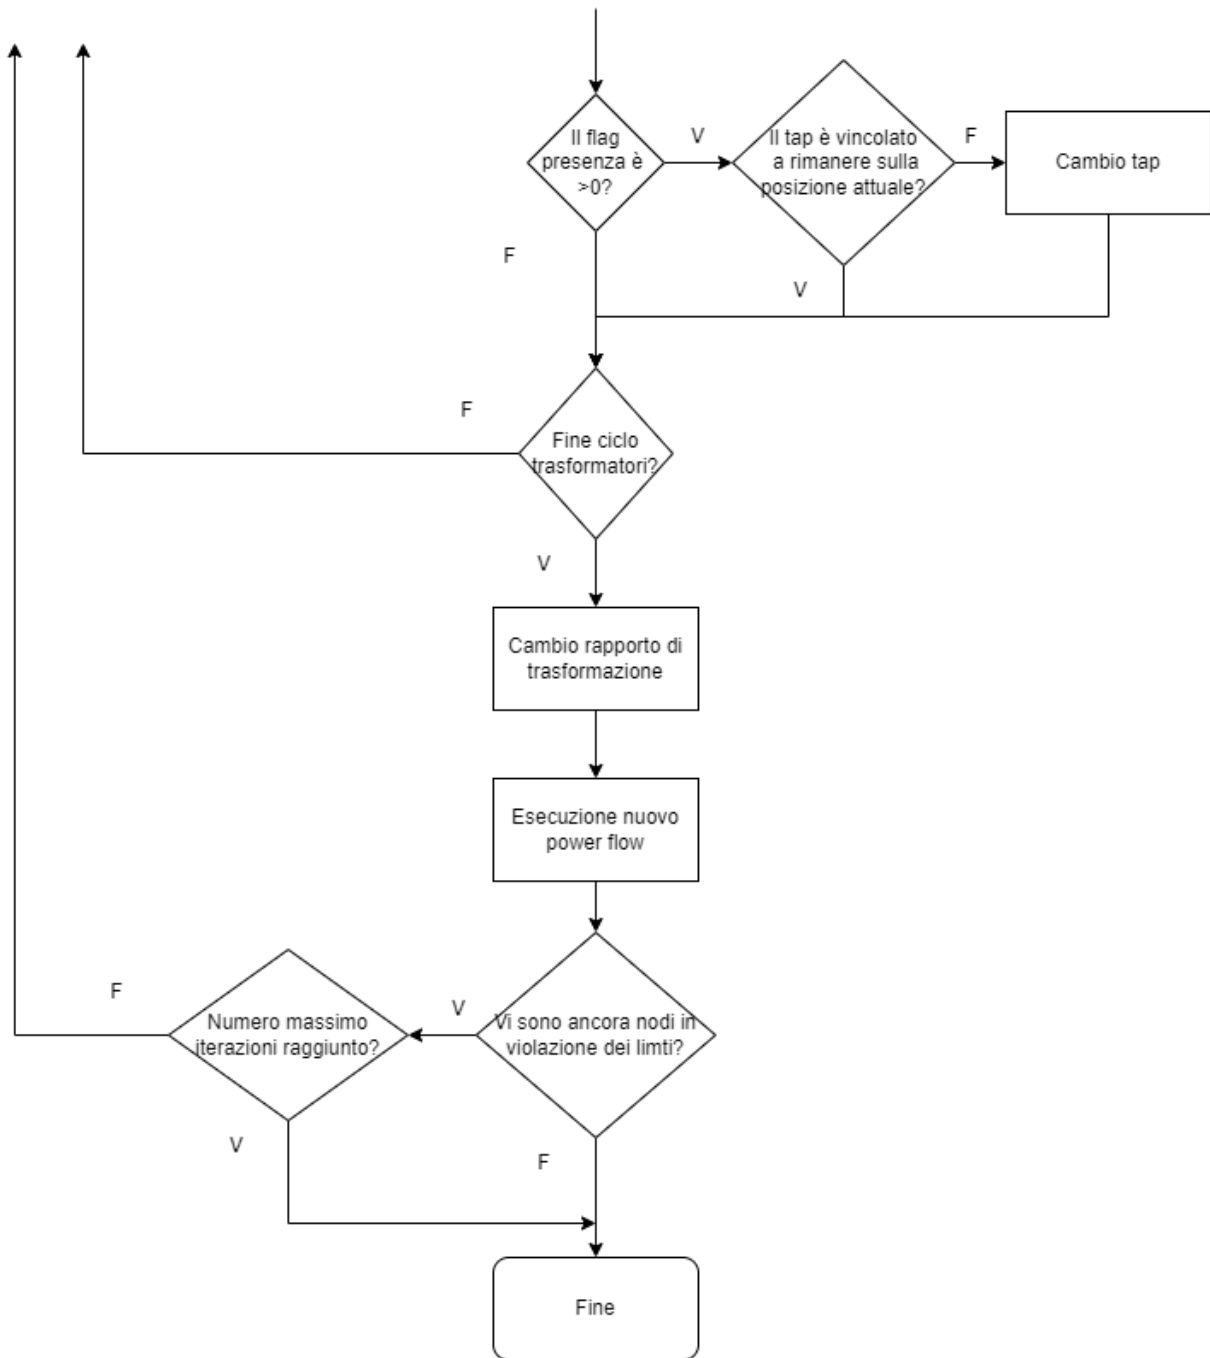 Il flag
presenza è
>0?
V
Il tap è vincolato
a rimanere sulla
posizione attuale?
F
Cambio tap
F
V
F
Fine ciclo
trasformatori?
V
Cambio rapporto di
trasformazione
Esecuzione nuovo
power flow
F
Numero massimo
iterazioni raggiunto?
V
Vi sono ancora nodi in
violazione dei limti?
V
F
Fine